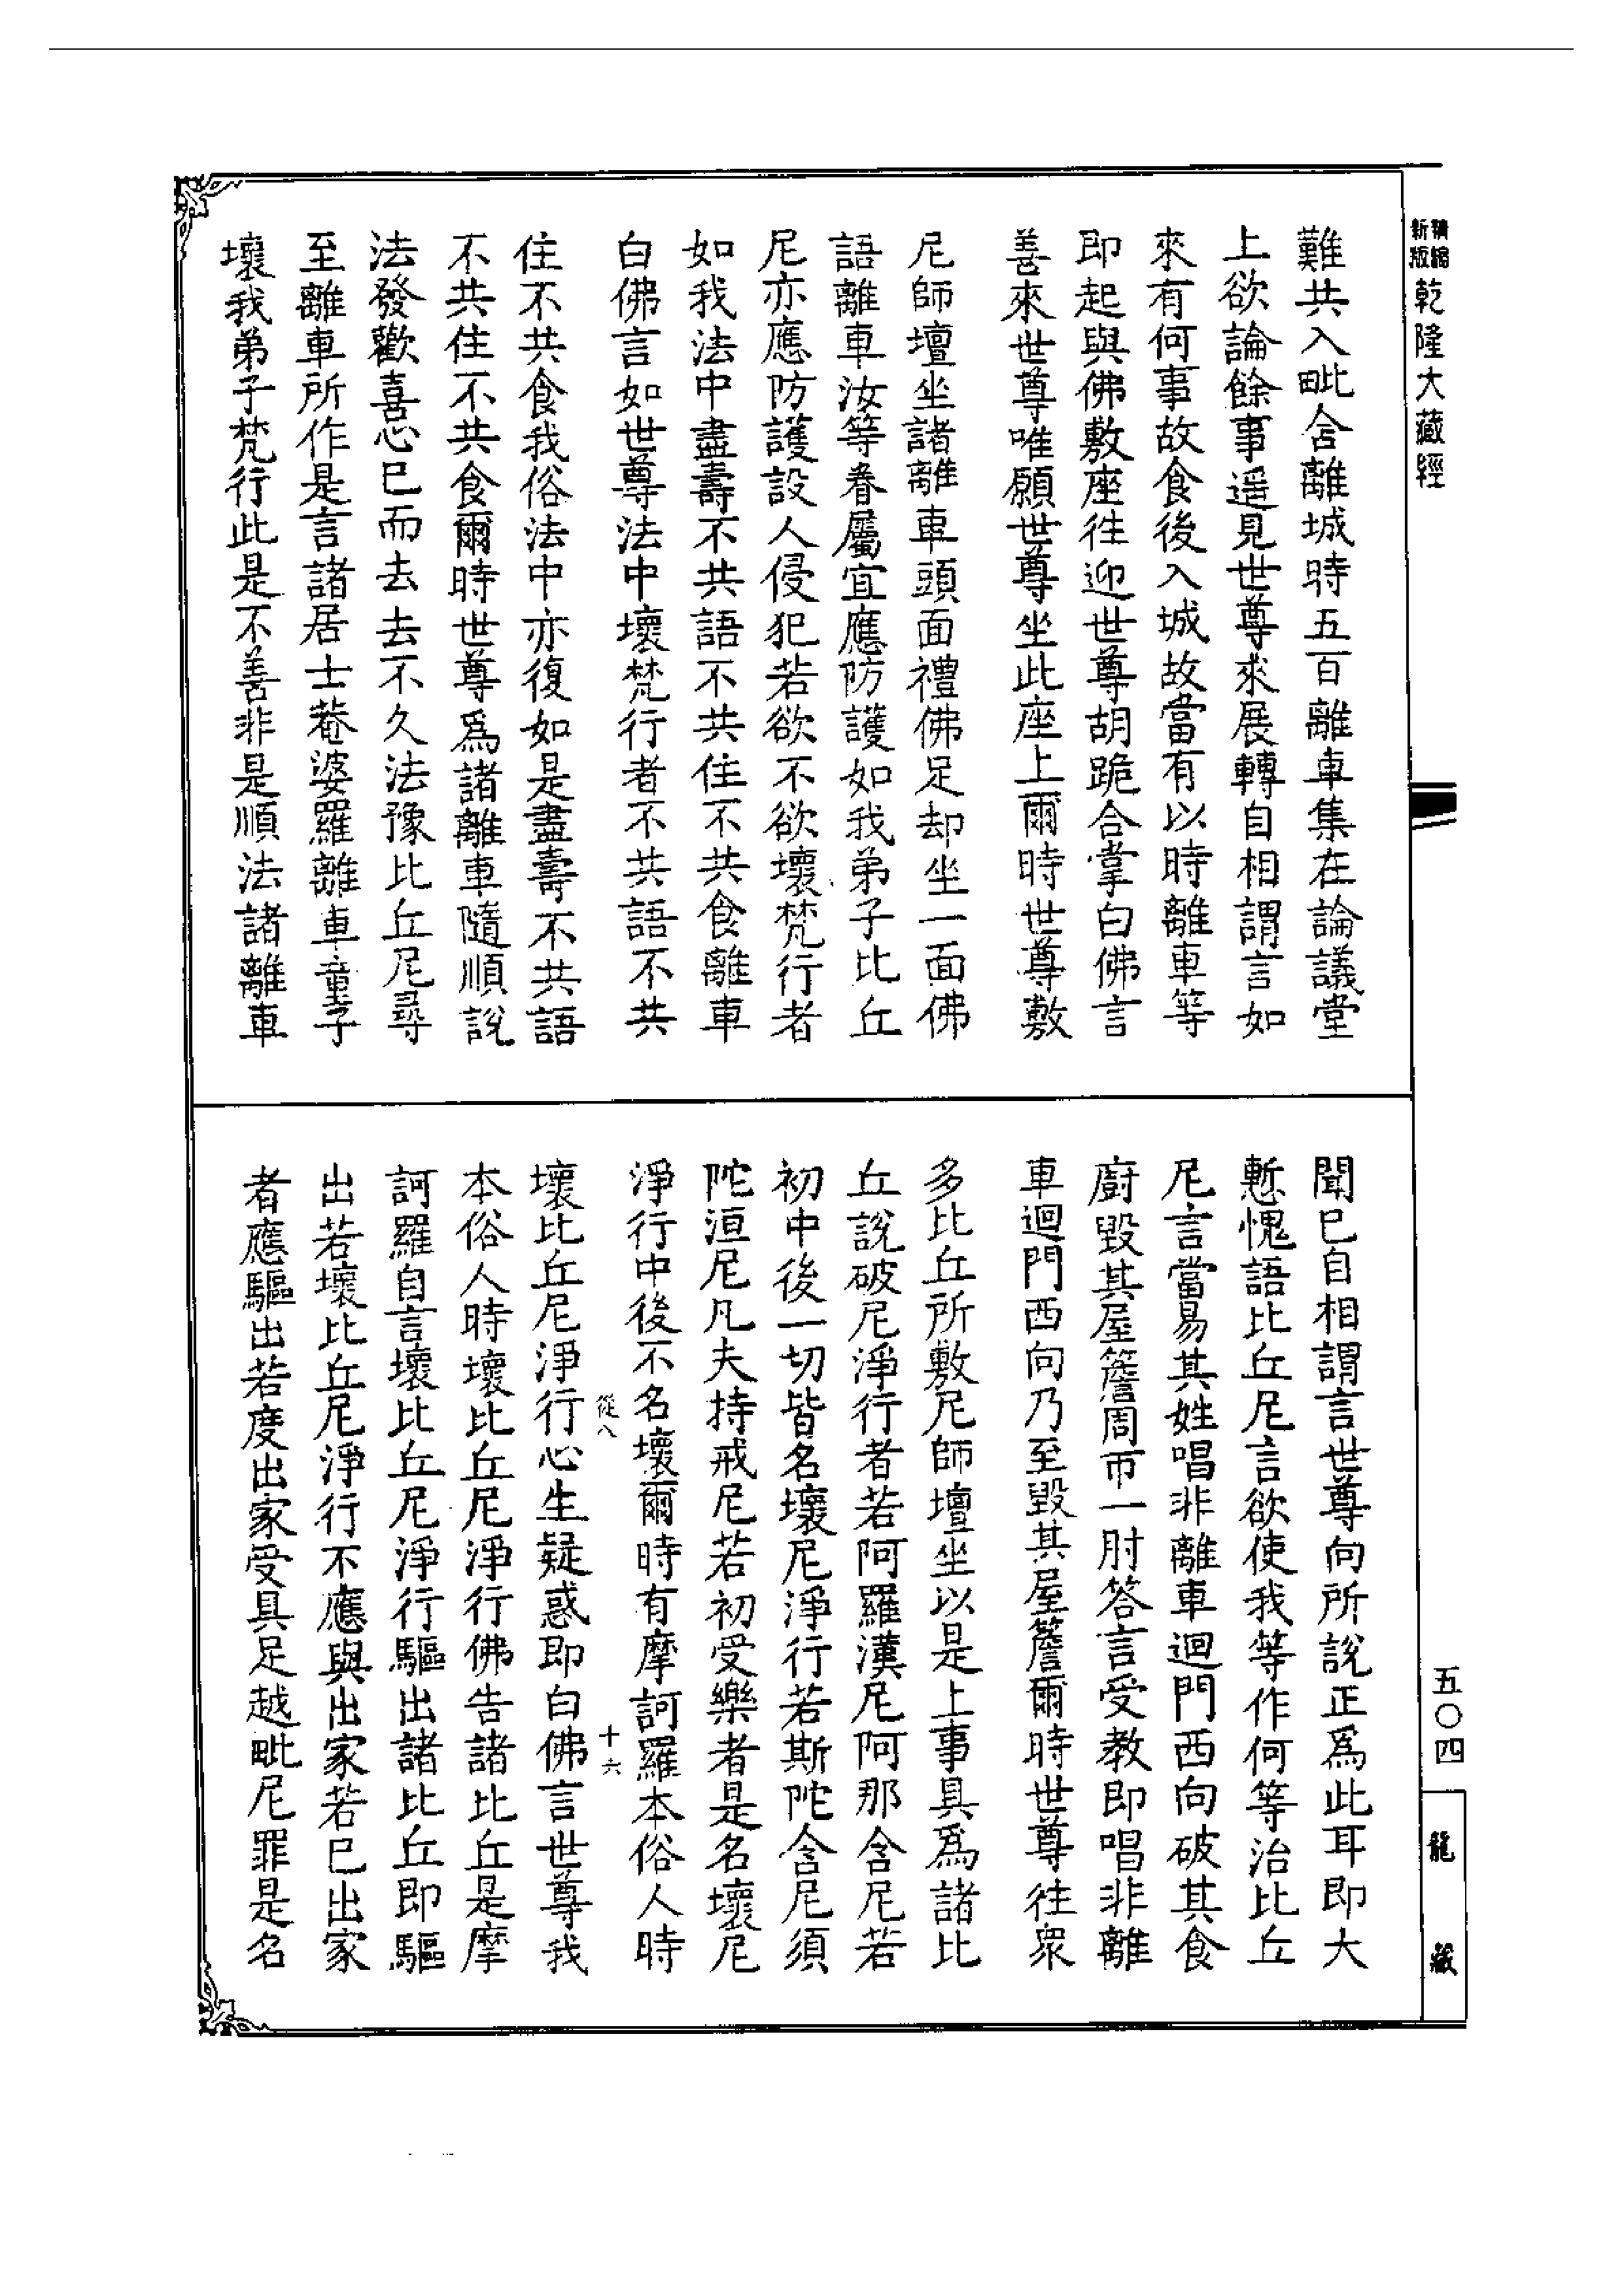 精縮
新版
乾隆大藏經
難共入毗舍離城時五百離車集在論議堂
上欲論餘事遥見世尊來展轉自相謂言如
來有何事故食後入城故當有以時離車等
即起與佛敷座往迎世尊胡跪合掌白佛言
善來世尊唯願世尊坐此座上爾時世尊敷
尼師壇坐諸離車頭面禮佛足却坐一面佛
語離車汝等眷屬宜應防護如我弟子比丘
尼亦應防護設人侵犯若欲不欲壞梵行者
如我法中盡壽不共語不共住不共食離車
白佛言如世尊法中壞梵行者不共語不共
住不共食我俗法中亦復如是盡壽不共語
不共住不共食爾時世尊爲諸離車隨順說
法發歡喜心已而去去不久法豫比丘尼尋
至離車所作是言諸居士菴婆羅離車童子
壞我弟子梵行此是不善非是順法諸離車
聞已自相謂言世尊向所說正爲此耳即大
慙愧語比丘尼言欲使我等作何等治比丘
尼言當易其姓唱非離車迴門西向破其食
廚毀其屋簷周帀一肘答言受教即唱非離
車迴門西向乃至毀其屋簷爾時世尊往衆
多比丘所敷尼師壇坐以是上事具爲諸比
丘說破尼淨行者若阿羅漢尼阿那含尼若
初中後一切皆名壞尼淨行若斯陀含尼須
陀洹尼凡夫持戒尼若初受樂者是名壞尼
淨行中後不名壞爾時有摩訶羅本俗人時
從八
十六
壞比丘尼淨行心生疑惑即白佛言世尊我
本俗人時壞比丘尼淨行佛告諸比丘是摩
訶羅自言壞比丘尼淨行驅出諸比丘即驅
出若壞比丘尼淨行不應與出家若已出家
者應驅出若度出家受具足越毗尼罪是名
五〇四
龍藏